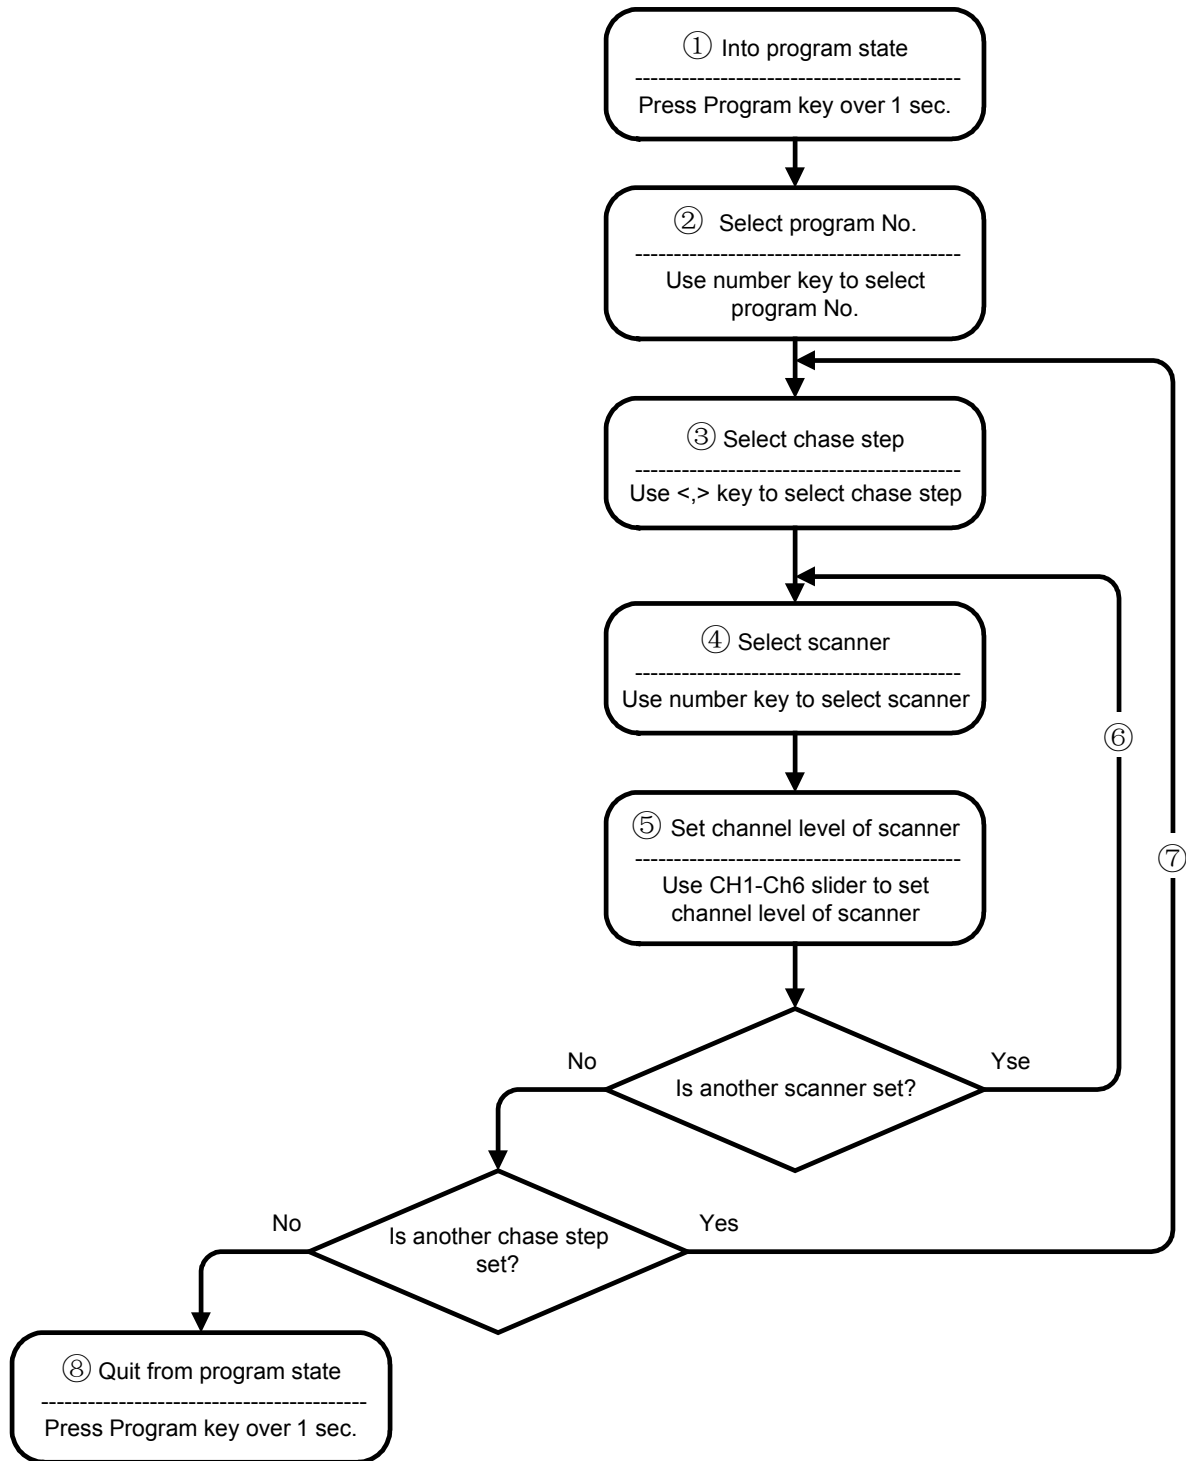 ① Into program state
------------------------------------------
Press Program key over 1 sec.
② Select program No.
------------------------------------------
Use number key to select
program No.
③ Select chase step
------------------------------------------
Use <,> key to select chase step
④ Select scanner
------------------------------------------
Use number key to select scanner
⑥
⑤ Set channel level of scanner
------------------------------------------
Use CH1-Ch6 slider to set
channel level of scanner
⑦
No
Yse
Is another scanner set?
No
Yes
Is another chase step
set?
⑧ Quit from program state
------------------------------------------
Press Program key over 1 sec.